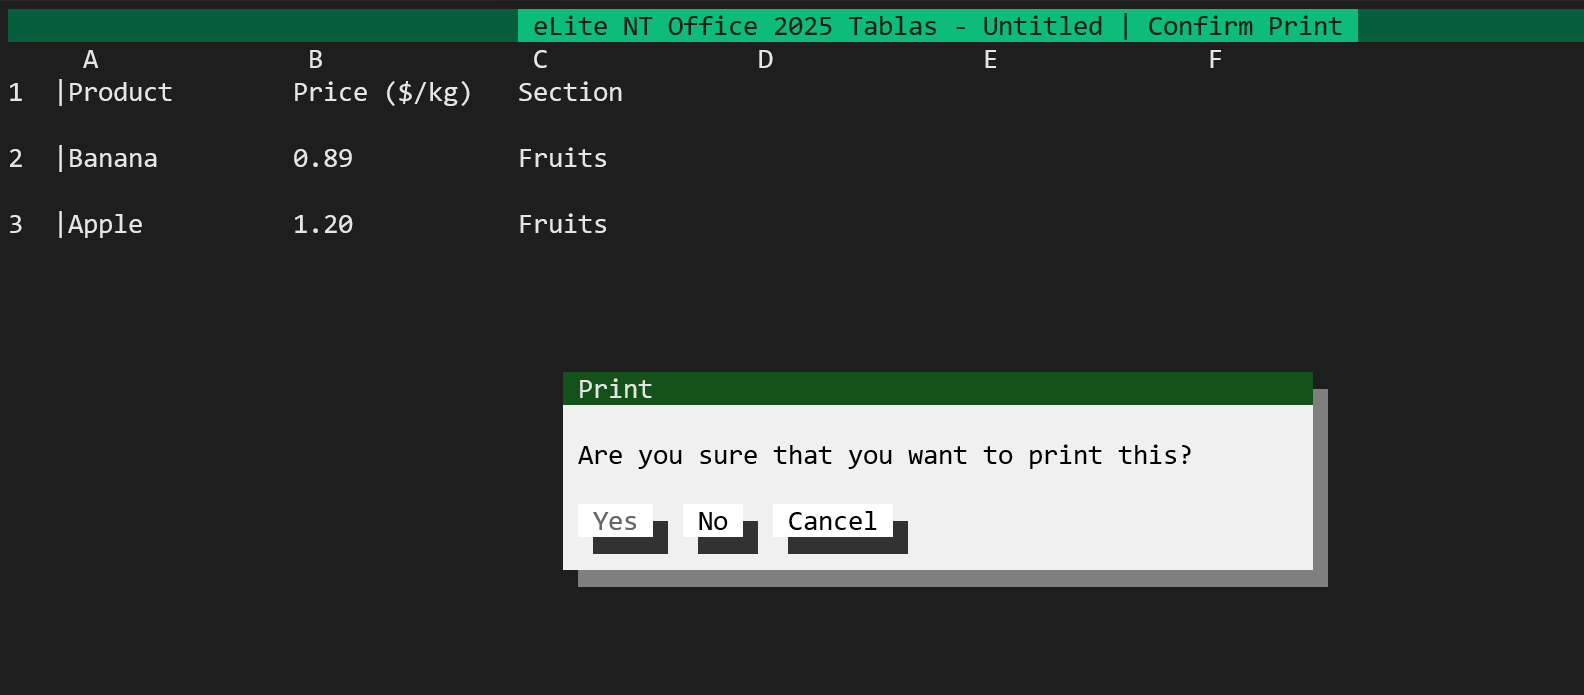 eLite NT Office 2025 Tablas - Untitled | Confirm Print
A B C D E F
1 |Product Price ($/kg) Section
2 |Banana 0.89 Fruits
3 |Apple 1.20 Fruits
Print
Are you sure that you want to print this?
Yes No Cancel